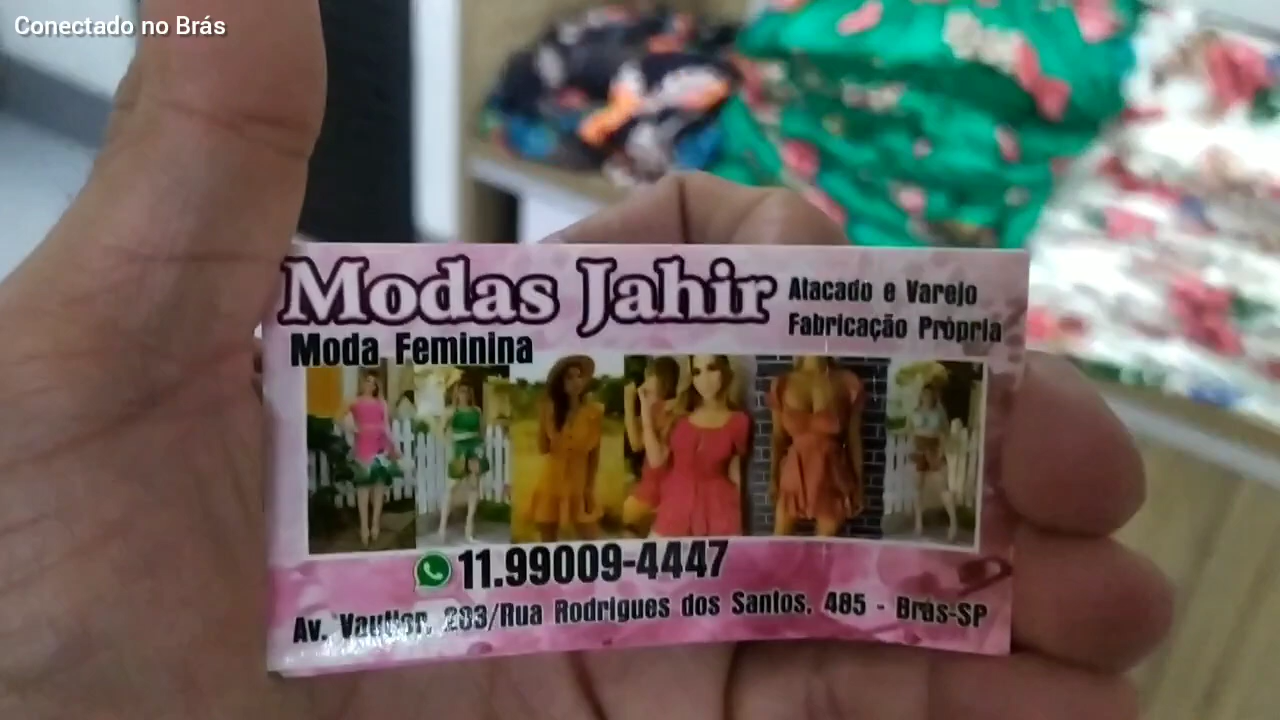 Conectado no Brás
Modas Jahir
Atacado e Varejo
Fabricação Própria
Moda Feminina
11.99009-4447
Av. Vautier, 283/Rua Rodrigues dos Santos, 485 - Brás-SP